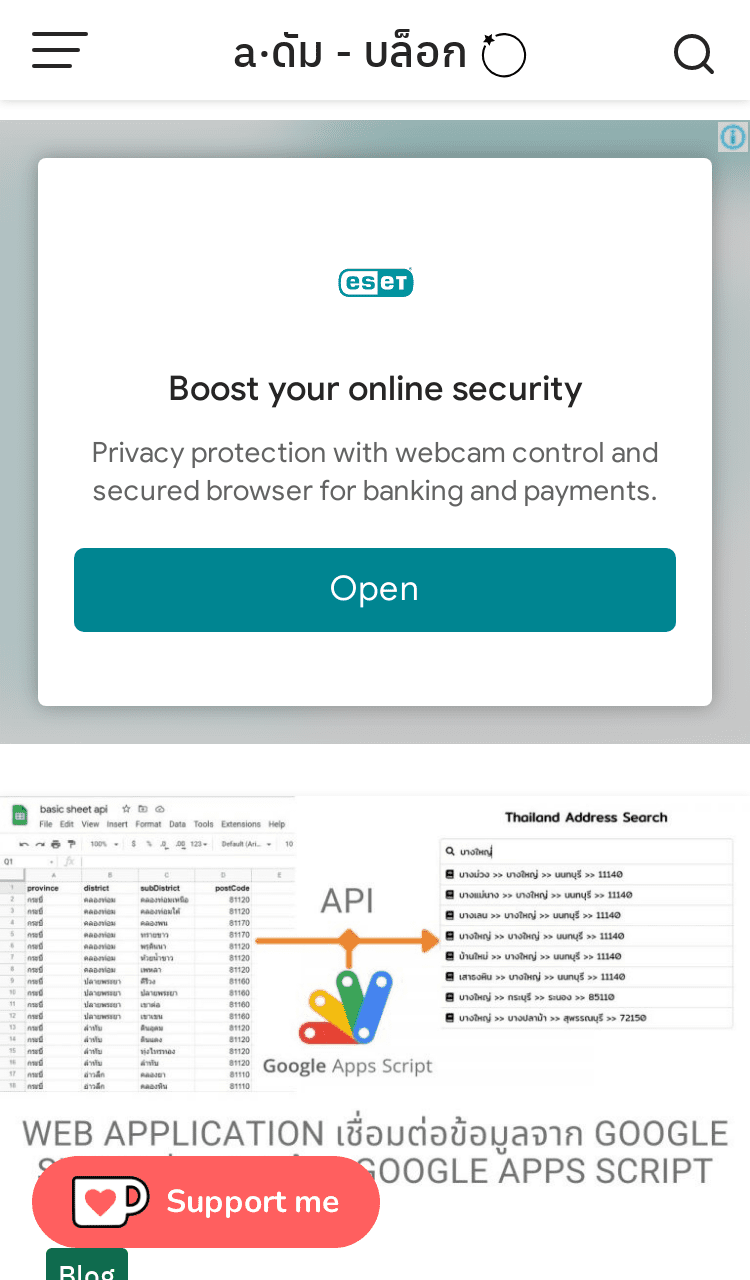 a·ดัม - บล็อก
eseT
Boost your online security
Privacy protection with webcam control and
secured browser for banking and payments.
Open
basic sheet api
File Edit View Insert Format Data Tools Extensions Help
100% $ % .0 .00 123 Default (Ari... 10
Q1
A B C D E
1 province district subDistrict postCode
2 กระบี่ คลองท่อม คลองท่อมเหนือ 81120
3 กระบี่ คลองท่อม คลองท่อมใต้ 81120
4 กระบี่ คลองท่อม คลองพน 81170
5 กระบี่ คลองท่อม ทรายขาว 81170
6 กระบี่ คลองท่อม พรุดินนา 81120
7 กระบี่ คลองท่อม ห้วยน้ำขาว 81120
8 กระบี่ คลองท่อม เพหลา 81120
9 กระบี่ ปลายพระยา คีรีวง 81160
10 กระบี่ ปลายพระยา ปลายพระยา 81160
11 กระบี่ ปลายพระยา เขาต่อ 81160
12 กระบี่ ปลายพระยา เขาเขน 81160
13 กระบี่ ลำทับ ดินอุดม 81120
14 กระบี่ ลำทับ ดินแดง 81120
15 กระบี่ ลำทับ ทุ่งไทรทอง 81120
16 กระบี่ ลำทับ ลำทับ 81120
17 กระบี่ อ่าวลึก คลองยา 81110
18 กระบี่ อ่าวลึก คลองหิน 81110
API
Google Apps Script
Thailand Address Search
บางใหญ่
บางม่วง >> บางใหญ่ >> นนทบุรี >> 11140
บางแม่นาง >> บางใหญ่ >> นนทบุรี >> 11140
บางเลน >> บางใหญ่ >> นนทบุรี >> 11140
บางใหญ่ >> บางใหญ่ >> นนทบุรี >> 11140
บ้านใหม่ >> บางใหญ่ >> นนทบุรี >> 11140
เสาธงหิน >> บางใหญ่ >> นนทบุรี >> 11140
บางใหญ่ >> กระบุรี >> ระนอง >> 85110
บางใหญ่ >> บางปลาม้า >> สุพรรณบุรี >> 72150
WEB APPLICATION เชื่อมต่อข้อมูลจาก GOOGLE
GOOGLE APPS SCRIPT
Support me
Blog